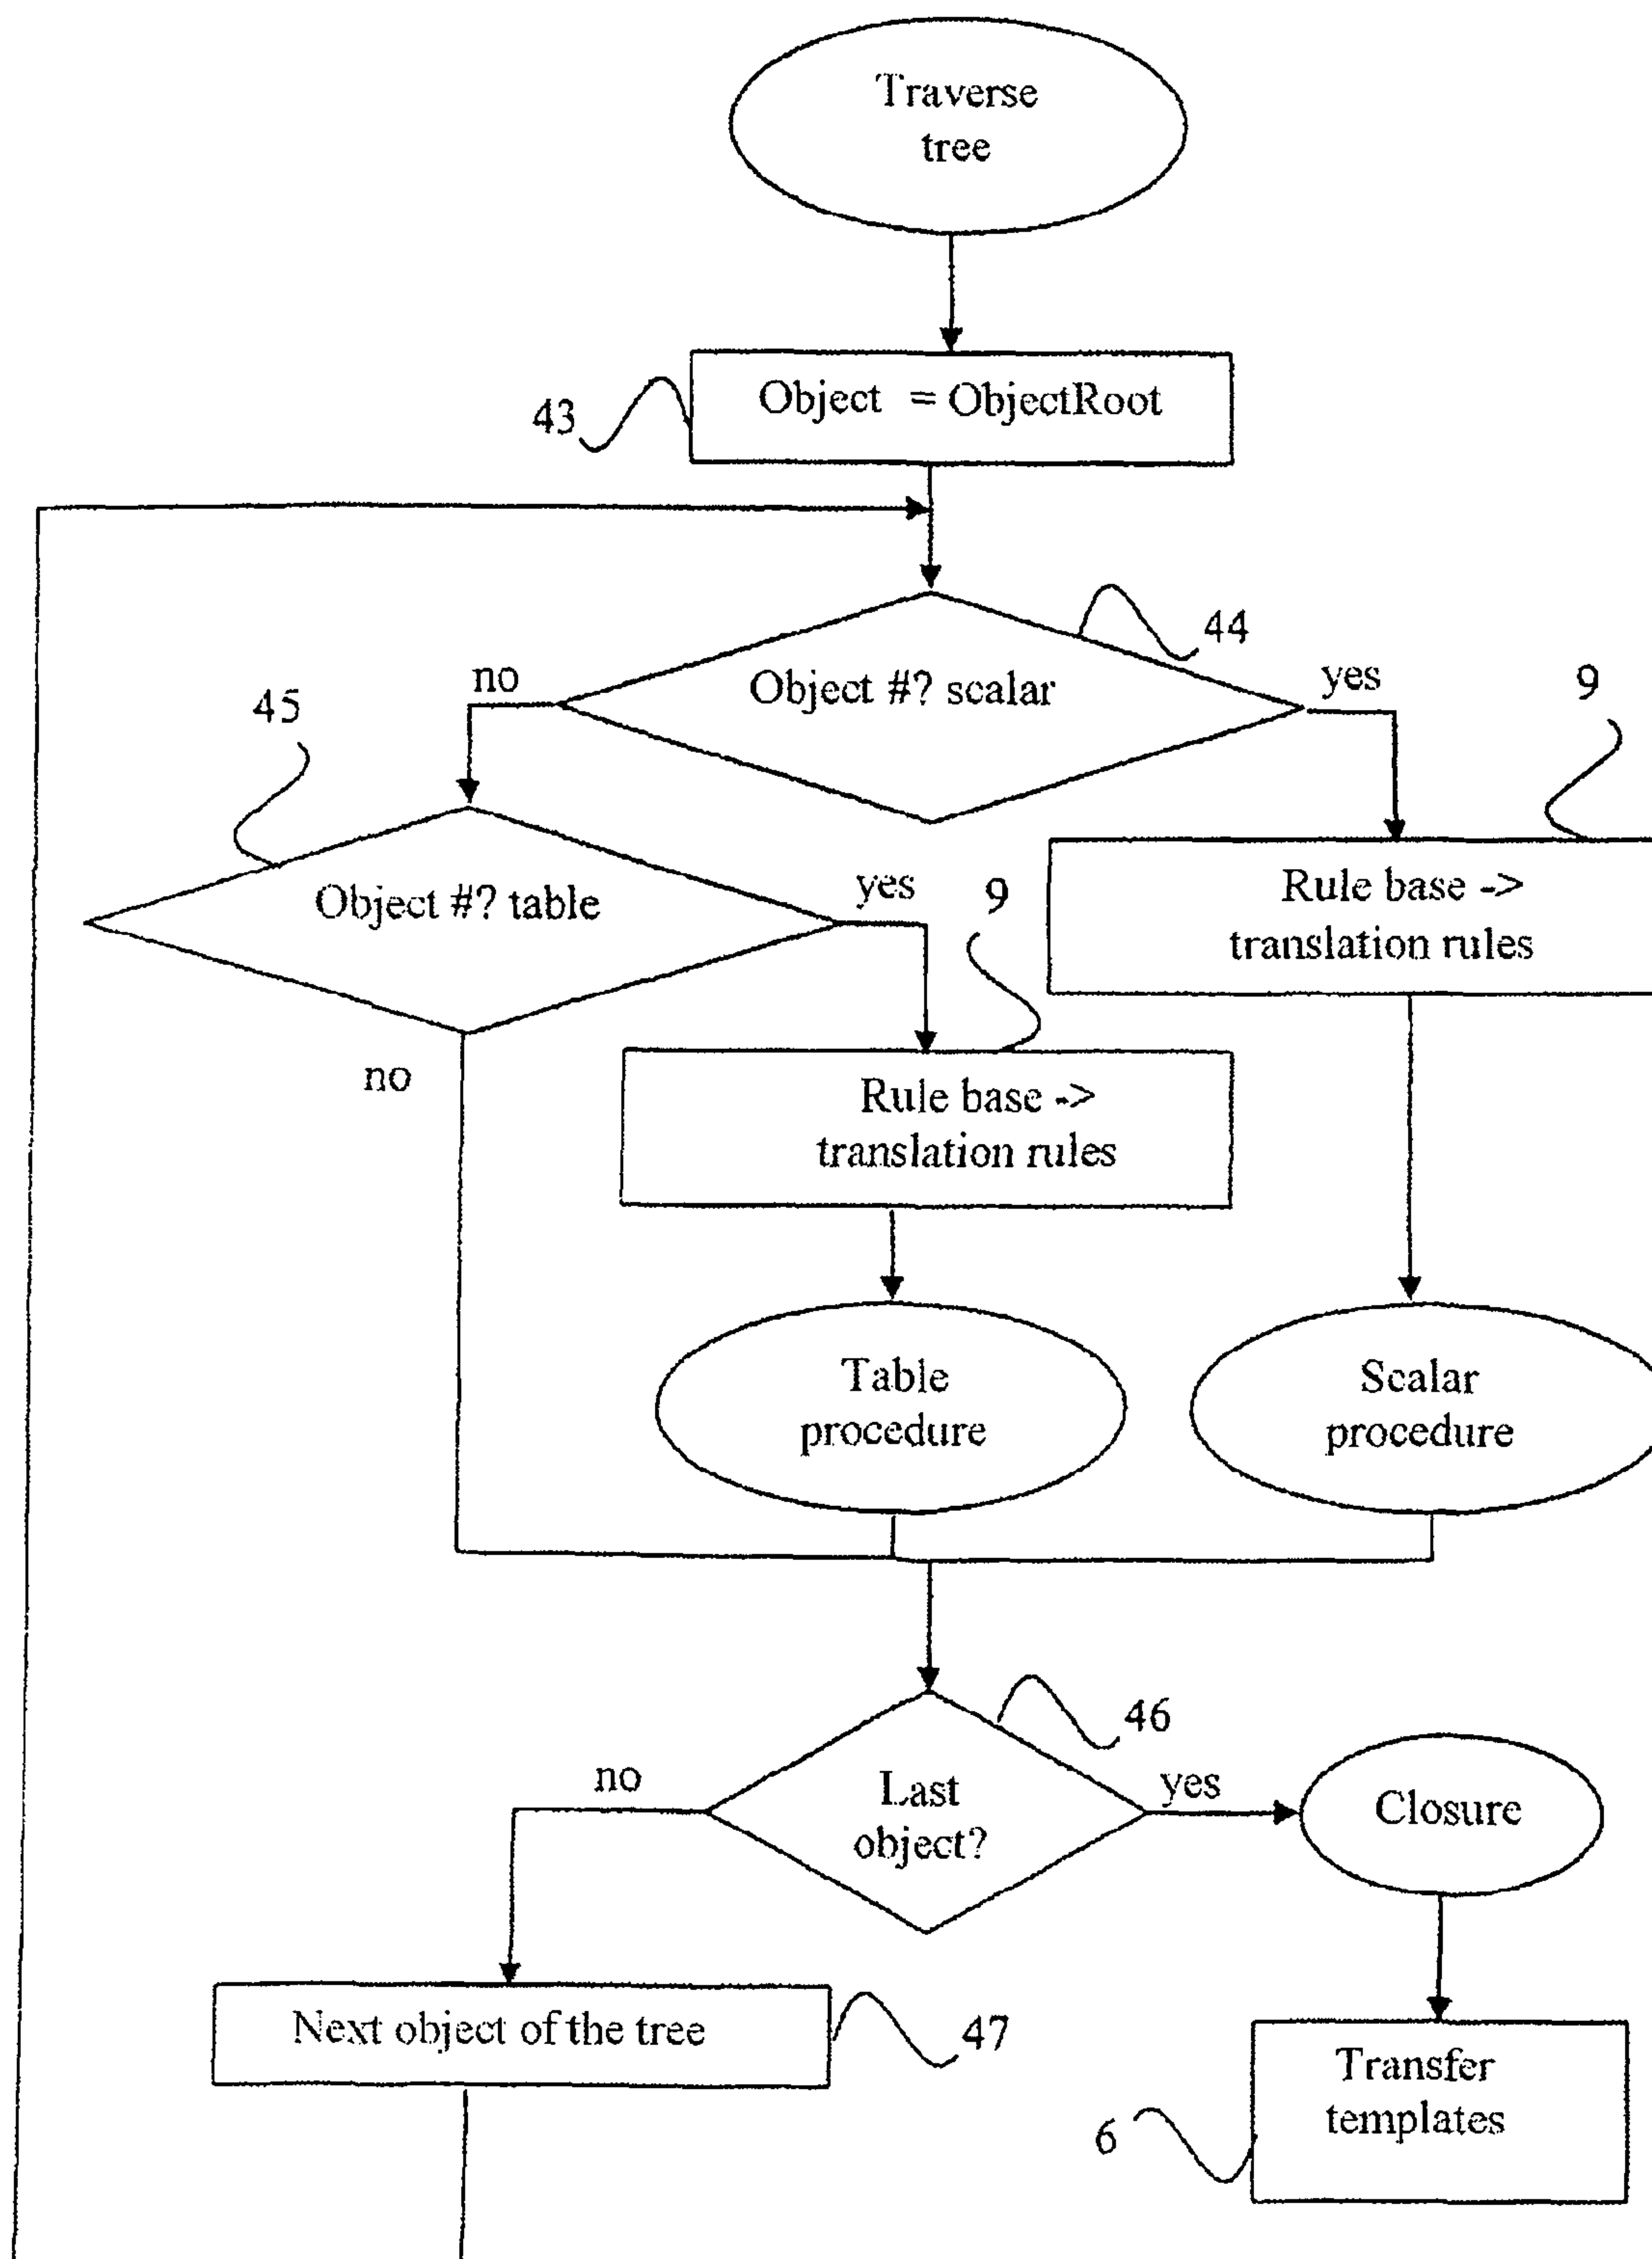 Traverse
tree
43
Object = ObjectRoot
44
no
Object #? scalar
yes
9
45
Object #? table
yes
9
Rule base ->
translation rules
no
Rule base ->
translation rules
Table
procedure
Scalar
procedure
46
no
Last
object?
yes
Closure
Next object of the tree
47
Transfer
templates
6